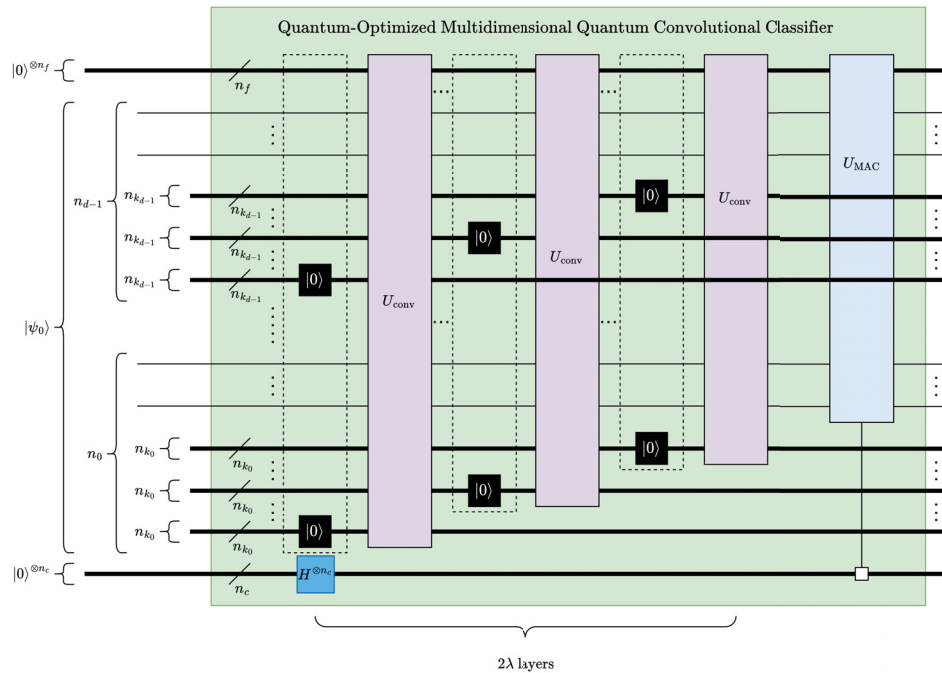 Quantum-Optimized Multidimensional Quantum Convolutional Classifier
|0⟩^{⊗n_f}
n_f
...
...
U_MAC
n_{d−1}
n_{k_{d−1}}
n_{k_{d−1}}
|0⟩
U_conv
n_{k_{d−1}}
n_{k_{d−1}}
|0⟩
U_conv
n_{k_{d−1}}
n_{k_{d−1}}
|0⟩
U_conv
|ψ_0⟩
...
...
n_0
n_{k_0}
n_{k_0}
|0⟩
n_{k_0}
n_{k_0}
|0⟩
n_{k_0}
n_{k_0}
|0⟩
|0⟩^{⊗n_c}
n_c
H^{⊗n_c}
2λ layers